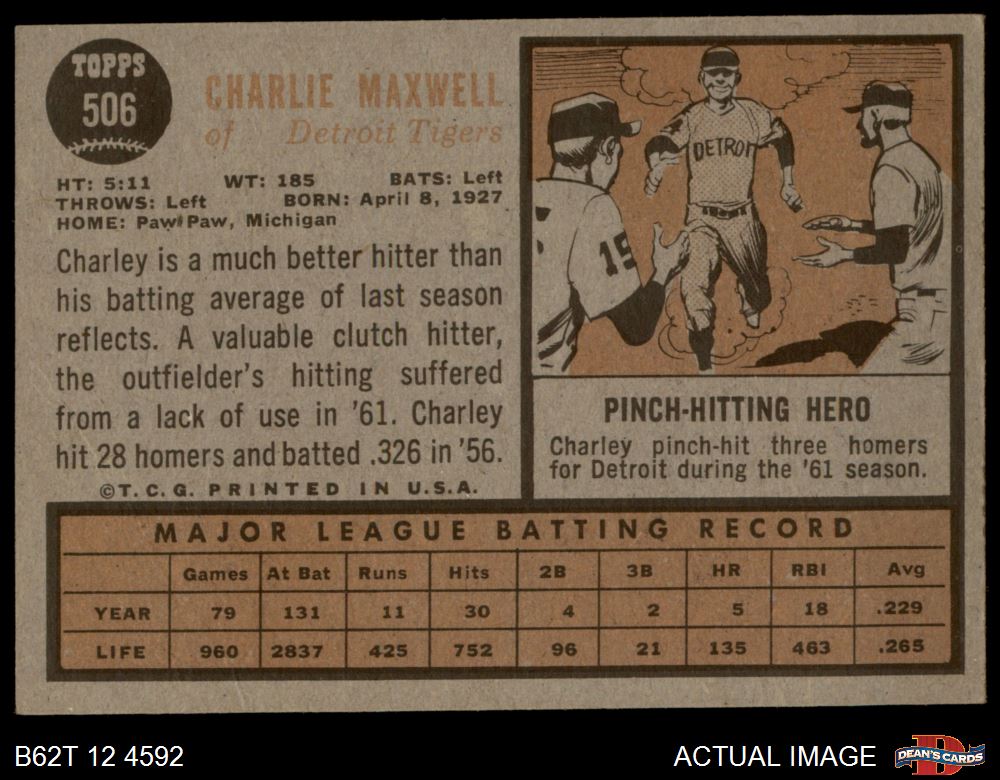 TOPPS
506
CHARLIE MAXWELL
of Detroit Tigers
HT: 5:11 WT: 185 BATS: Left
THROWS: Left BORN: April 8, 1927
HOME: Paw Paw, Michigan
Charley is a much better hitter than
his batting average of last season
reflects. A valuable clutch hitter,
the outfielder's hitting suffered
from a lack of use in '61. Charley
hit 28 homers and batted .326 in '56.
©T.C.G. PRINTED IN U.S.A.
DETROIT
15
PINCH-HITTING HERO
Charley pinch-hit three homers
for Detroit during the '61 season.
MAJOR LEAGUE BATTING RECORD
Games At Bat Runs Hits 2B 3B HR RBI Avg
YEAR 79 131 11 30 4 2 5 18 .229
LIFE 960 2837 425 752 96 21 135 463 .265
B62T 12 4592
ACTUAL IMAGE
D
DEAN'S CARDS